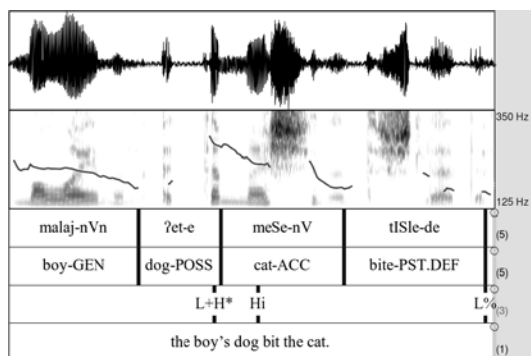 350 Hz
125 Hz
malaj-nVn ʔet-e meSe-nV tISle-de (5)
boy-GEN dog-POSS cat-ACC bite-PST.DEF (5)
L+H* Hi L% (3)
the boy's dog bit the cat. (1)